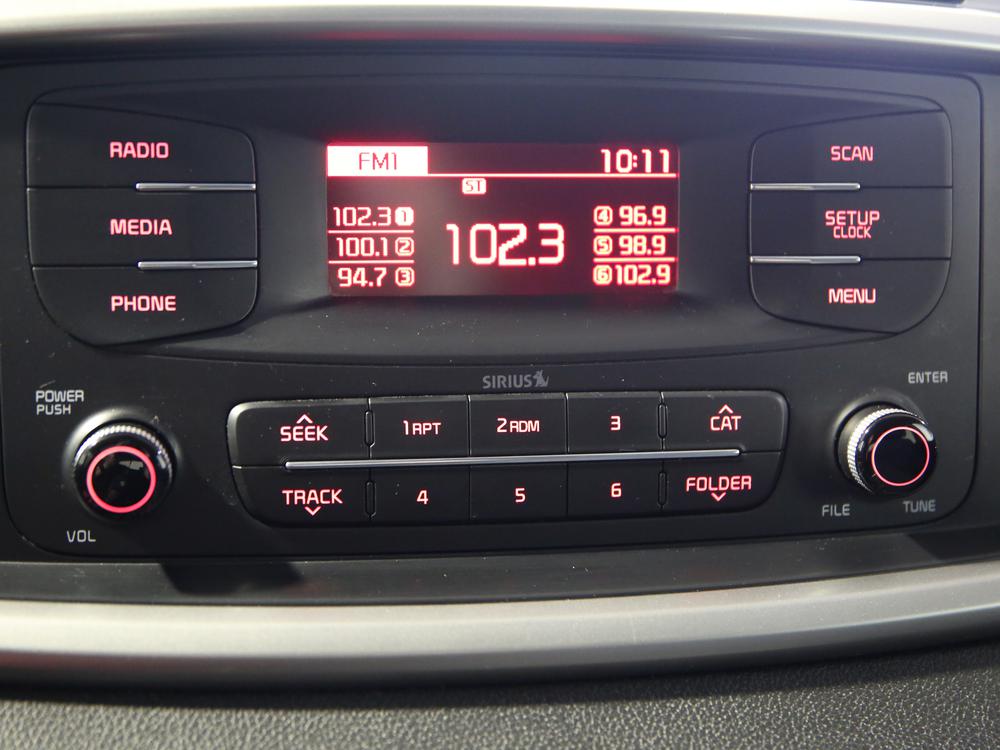 RADIO
MEDIA
PHONE
FM1 10:11
ST
102.3 1
100.1 2
94.7 3
102.3
4 96.9
5 98.9
6 102.9
SCAN
SETUP
CLOCK
MENU
SIRIUS
POWER
PUSH
VOL
SEEK 1 RPT 2 RDM 3 CAT
TRACK 4 5 6 FOLDER
ENTER
FILE TUNE